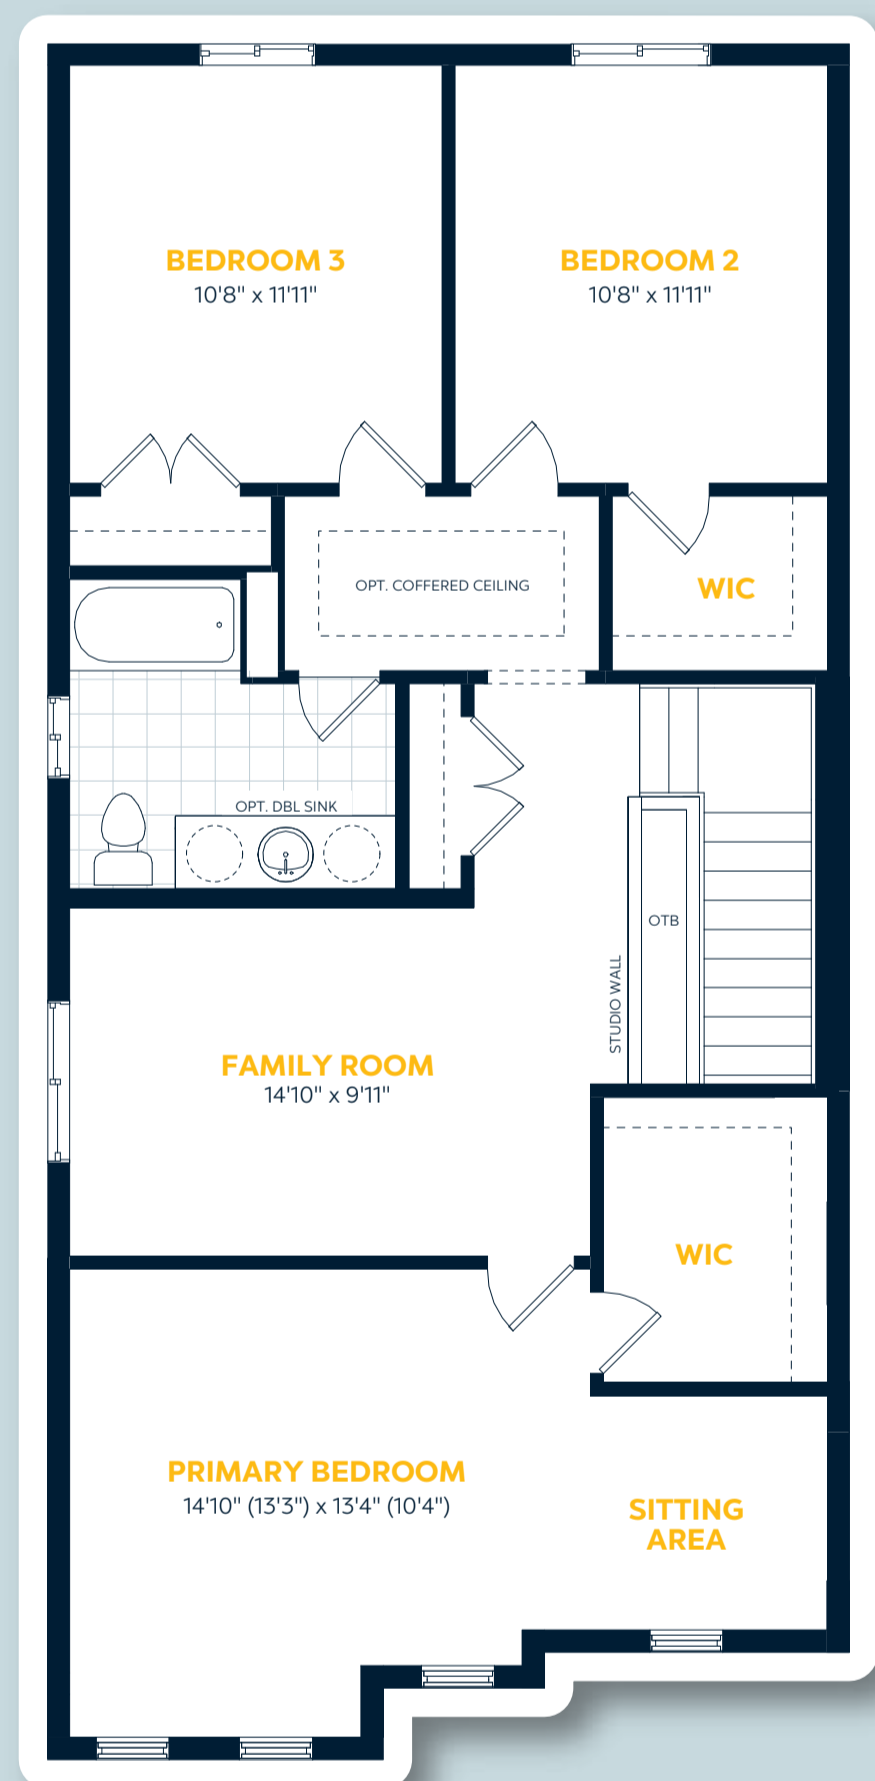 BEDROOM 3
10'8" x 11'11"
BEDROOM 2
10'8" x 11'11"
OPT. COFFERED CEILING
WIC
OPT. DBL SINK
OTB
STUDIO WALL
FAMILY ROOM
14'10" x 9'11"
WIC
PRIMARY BEDROOM
14'10" (13'3") x 13'4" (10'4")
SITTING
AREA